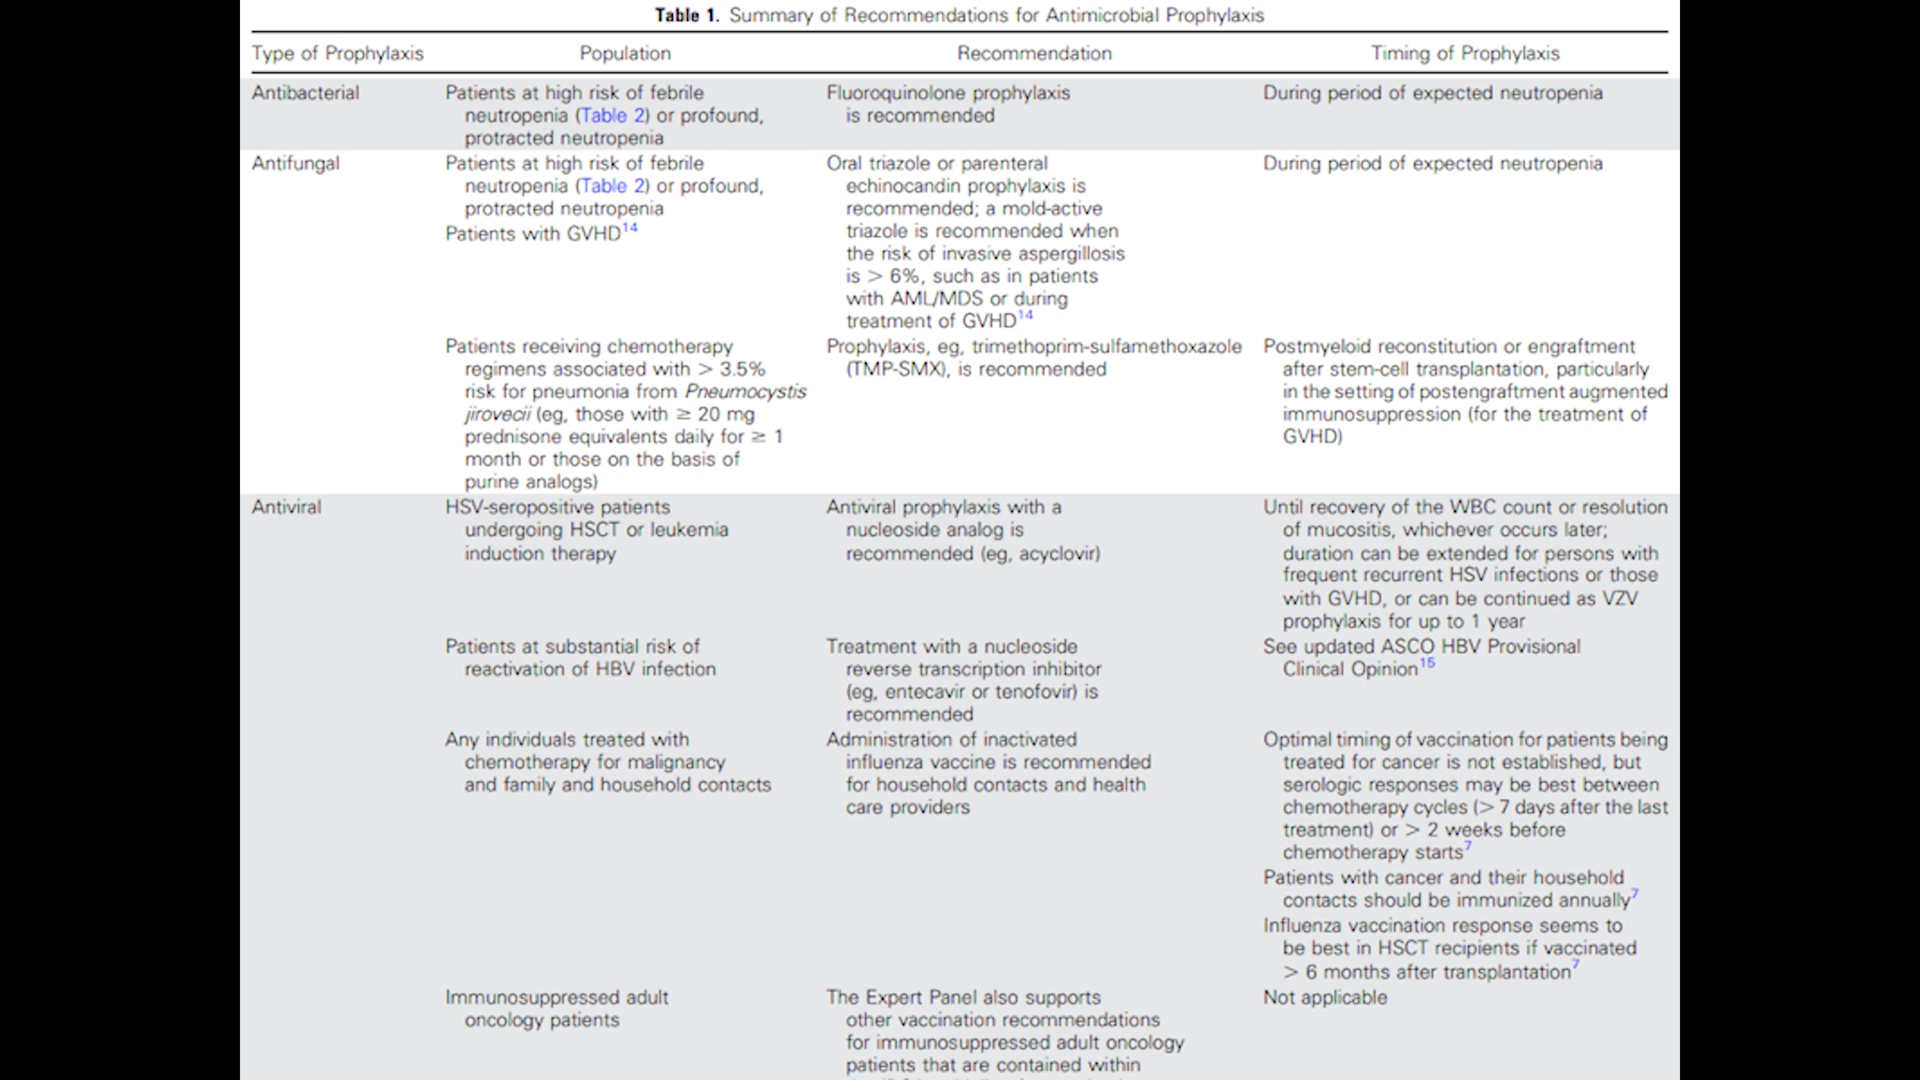 Table 1. Summary of Recommendations for Antimicrobial Prophylaxis
Type of Prophylaxis Population Recommendation Timing of Prophylaxis
Antibacterial
Patients at high risk of febrile
neutropenia (Table 2) or profound,
protracted neutropenia
Fluoroquinolone prophylaxis
is recommended
During period of expected neutropenia
Antifungal
Patients at high risk of febrile
neutropenia (Table 2) or profound,
protracted neutropenia
Patients with GVHD14
Oral triazole or parenteral
echinocandin prophylaxis is
recommended; a mold-active
triazole is recommended when
the risk of invasive aspergillosis
is > 6%, such as in patients
with AML/MDS or during
treatment of GVHD14
During period of expected neutropenia
Patients receiving chemotherapy
regimens associated with > 3.5%
risk for pneumonia from Pneumocystis
jirovecii (eg, those with ≥ 20 mg
prednisone equivalents daily for ≥ 1
month or those on the basis of
purine analogs)
Prophylaxis, eg, trimethoprim-sulfamethoxazole
(TMP-SMX), is recommended
Postmyeloid reconstitution or engraftment
after stem-cell transplantation, particularly
in the setting of postengraftment augmented
immunosuppression (for the treatment of
GVHD)
Antiviral
HSV-seropositive patients
undergoing HSCT or leukemia
induction therapy
Antiviral prophylaxis with a
nucleoside analog is
recommended (eg, acyclovir)
Until recovery of the WBC count or resolution
of mucositis, whichever occurs later;
duration can be extended for persons with
frequent recurrent HSV infections or those
with GVHD, or can be continued as VZV
prophylaxis for up to 1 year
Patients at substantial risk of
reactivation of HBV infection
Treatment with a nucleoside
reverse transcription inhibitor
(eg, entecavir or tenofovir) is
recommended
See updated ASCO HBV Provisional
Clinical Opinion15
Any individuals treated with
chemotherapy for malignancy
and family and household contacts
Administration of inactivated
influenza vaccine is recommended
for household contacts and health
care providers
Optimal timing of vaccination for patients being
treated for cancer is not established, but
serologic responses may be best between
chemotherapy cycles (> 7 days after the last
treatment) or > 2 weeks before
chemotherapy starts7
Patients with cancer and their household
contacts should be immunized annually7
Influenza vaccination response seems to
be best in HSCT recipients if vaccinated
> 6 months after transplantation7
Immunosuppressed adult
oncology patients
The Expert Panel also supports
other vaccination recommendations
for immunosuppressed adult oncology
patients that are contained within
Not applicable